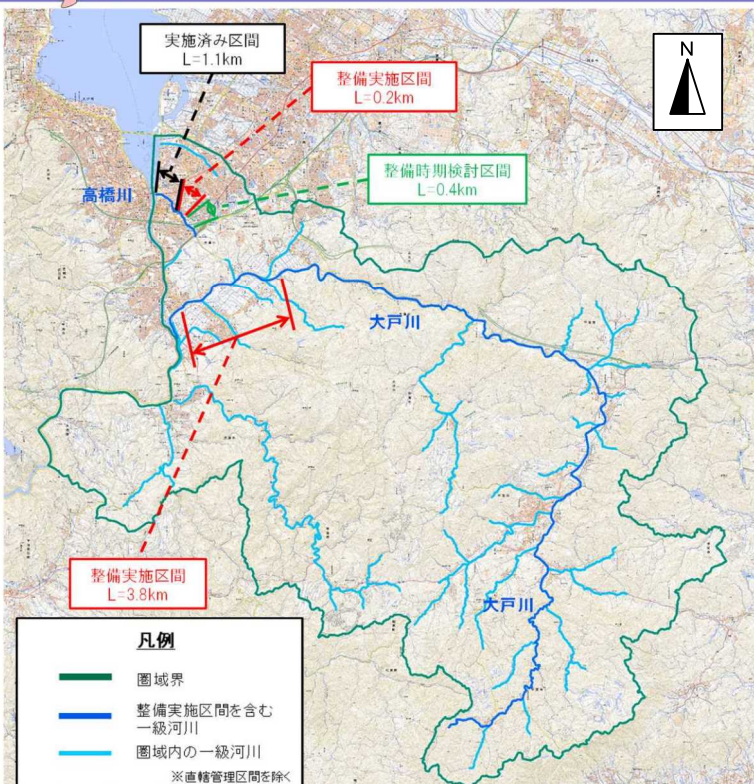 実施済み区間
L=1.1km
整備実施区間
L=0.2km
N
整備時期検討区間
L=0.4km
高橋川
大戸川
整備実施区間
L=3.8km
大戸川
凡例
圏域界
整備実施区間を含む
一級河川
圏域内の一級河川
※直轄管理区間を除く